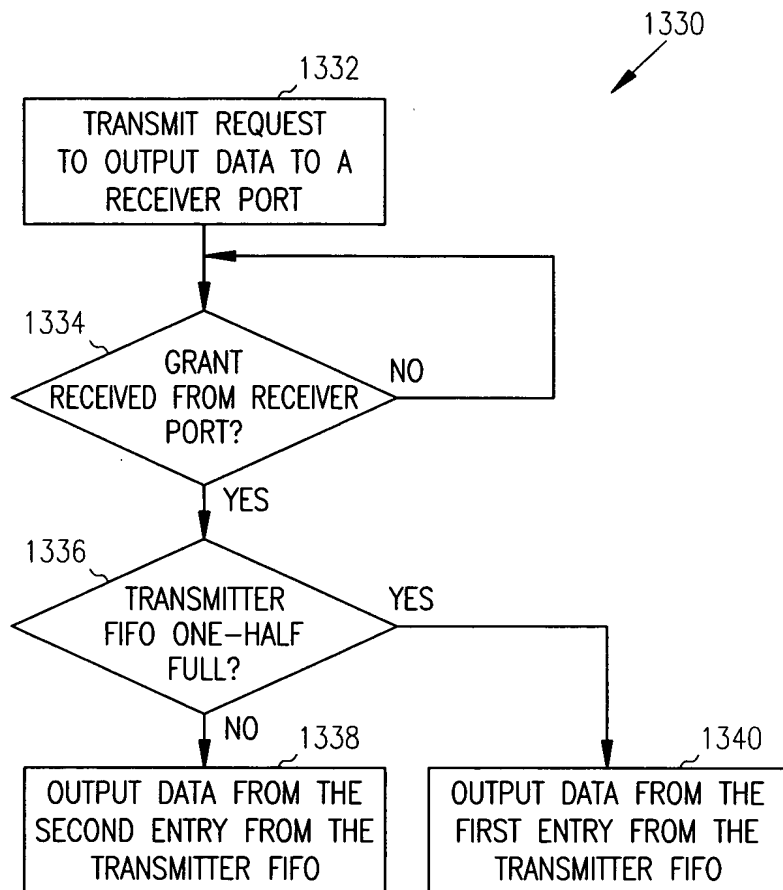 1330
1332
TRANSMIT REQUEST
TO OUTPUT DATA TO A
RECEIVER PORT
1334
GRANT
RECEIVED FROM RECEIVER
PORT?
NO
YES
1336
TRANSMITTER
FIFO ONE-HALF
FULL?
YES
NO
1338
OUTPUT DATA FROM THE
SECOND ENTRY FROM THE
TRANSMITTER FIFO
1340
OUTPUT DATA FROM THE
FIRST ENTRY FROM THE
TRANSMITTER FIFO